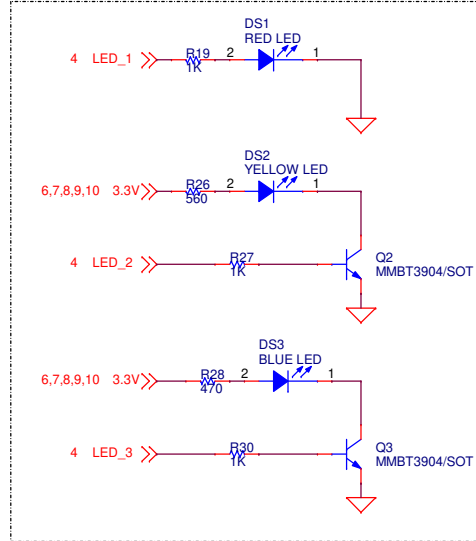 DS1
RED LED
4 LED_1 R19 2 1
1K
DS2
YELLOW LED
6,7,8,9,10 3.3V R26 2 1
560
4 LED_2 R27 Q2
1K MMBT3904/SOT
DS3
BLUE LED
6,7,8,9,10 3.3V R28 2 1
470
4 LED_3 R30 Q3
1K MMBT3904/SOT